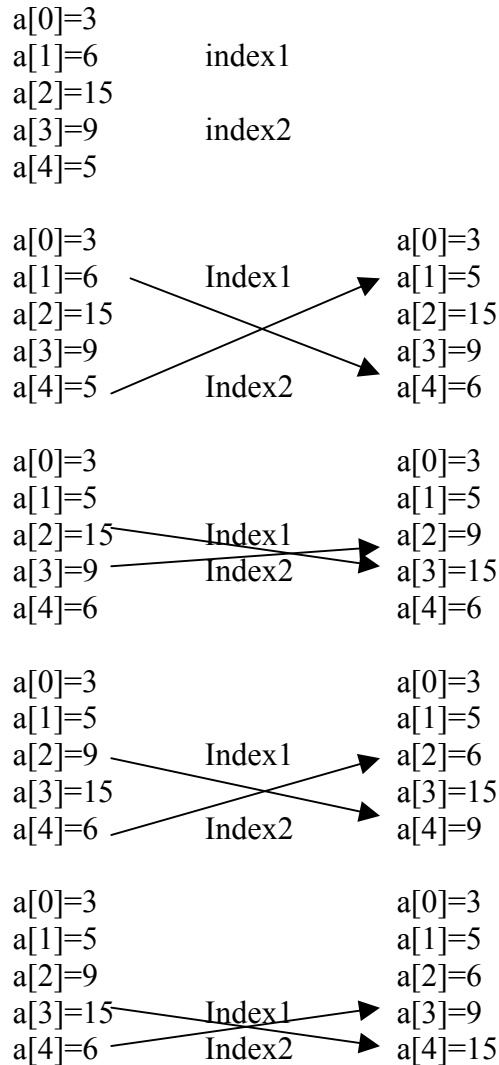 a[0]=3
a[1]=6 index1
a[2]=15
a[3]=9 index2
a[4]=5
a[0]=3 a[0]=3
a[1]=6 Index1 a[1]=5
a[2]=15 a[2]=15
a[3]=9 a[3]=9
a[4]=5 Index2 a[4]=6
a[0]=3 a[0]=3
a[1]=5 a[1]=5
a[2]=15 Index1 a[2]=9
a[3]=9 Index2 a[3]=15
a[4]=6 a[4]=6
a[0]=3 a[0]=3
a[1]=5 a[1]=5
a[2]=9 Index1 a[2]=6
a[3]=15 a[3]=15
a[4]=6 Index2 a[4]=9
a[0]=3 a[0]=3
a[1]=5 a[1]=5
a[2]=9 a[2]=6
a[3]=15 Index1 a[3]=9
a[4]=6 Index2 a[4]=15